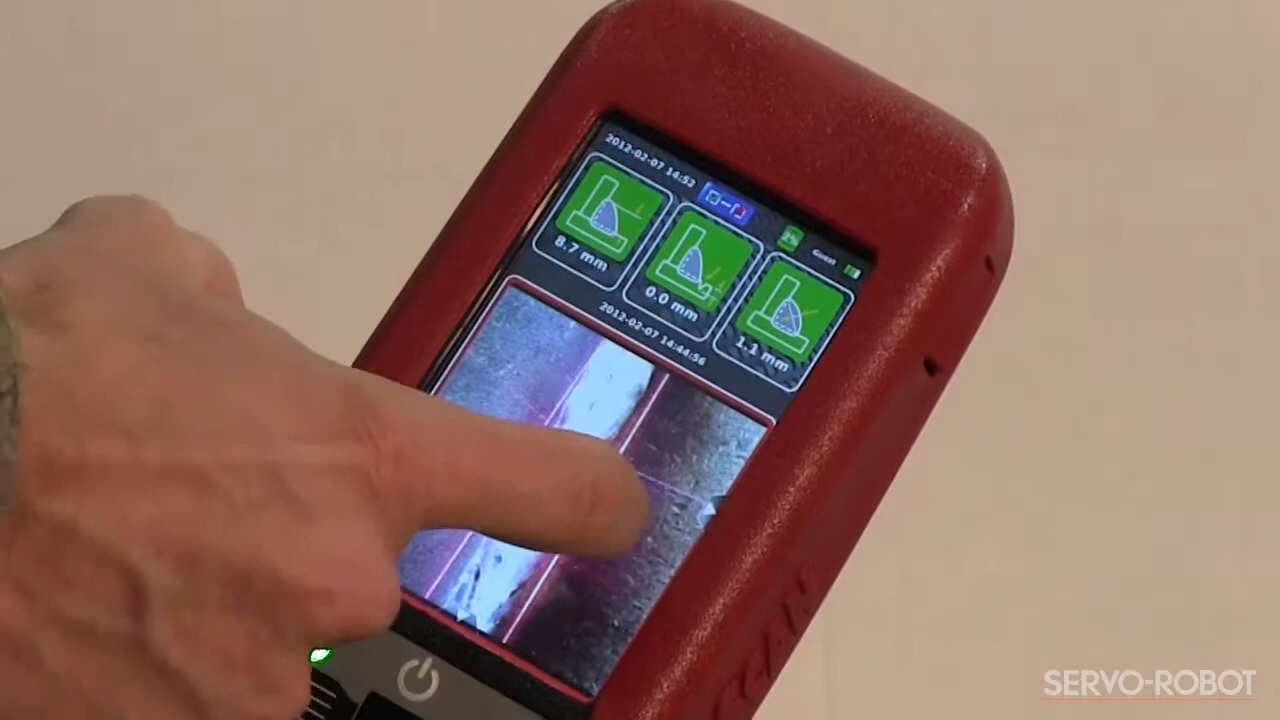 2012-02-07 14:52
2%
Guest
8.7 mm
0.0 mm
1.1 mm
2012-02-07 14:44:56
SERVO-ROBOT